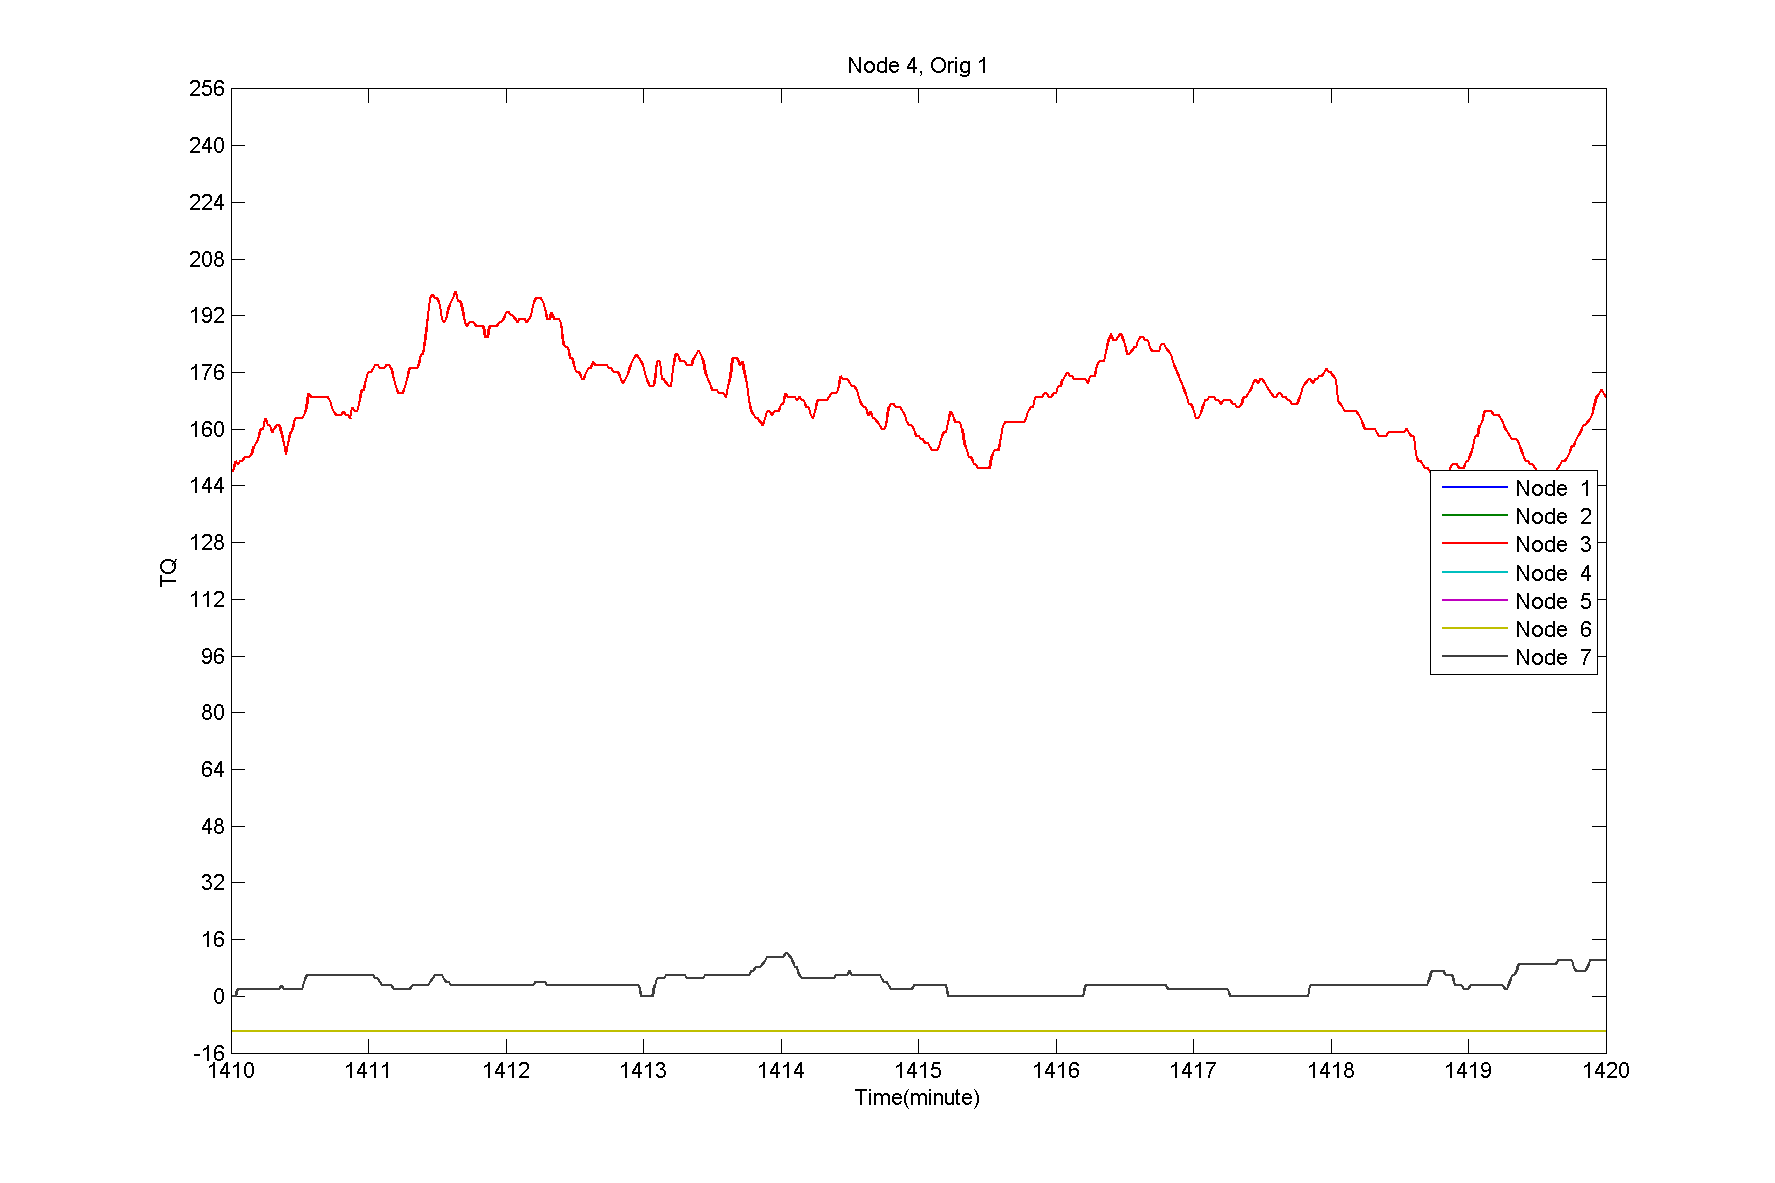 Node 4, Orig 1
256
240
224
208
192
176
160
144
128
112
96
80
64
48
32
16
0
-16
TQ
Node 1
Node 2
Node 3
Node 4
Node 5
Node 6
Node 7
1410 1411 1412 1413 1414 1415 1416 1417 1418 1419 1420
Time(minute)